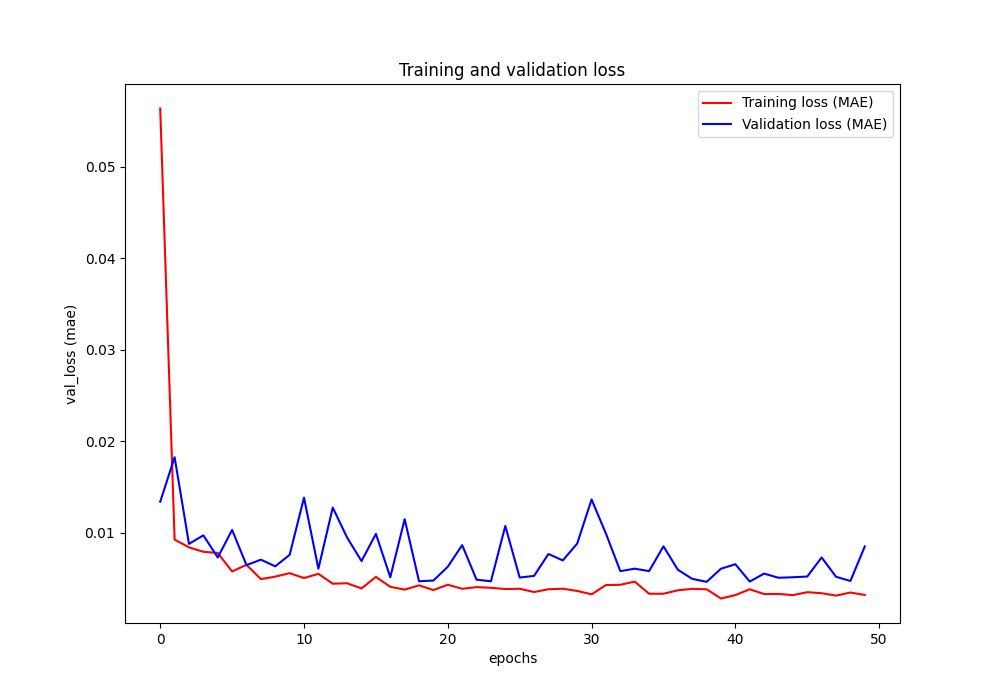 Training and validation loss
Training loss (MAE)
Validation loss (MAE)
0.05
0.04
0.03
0.02
0.01
val_loss (mae)
0 10 20 30 40 50
epochs